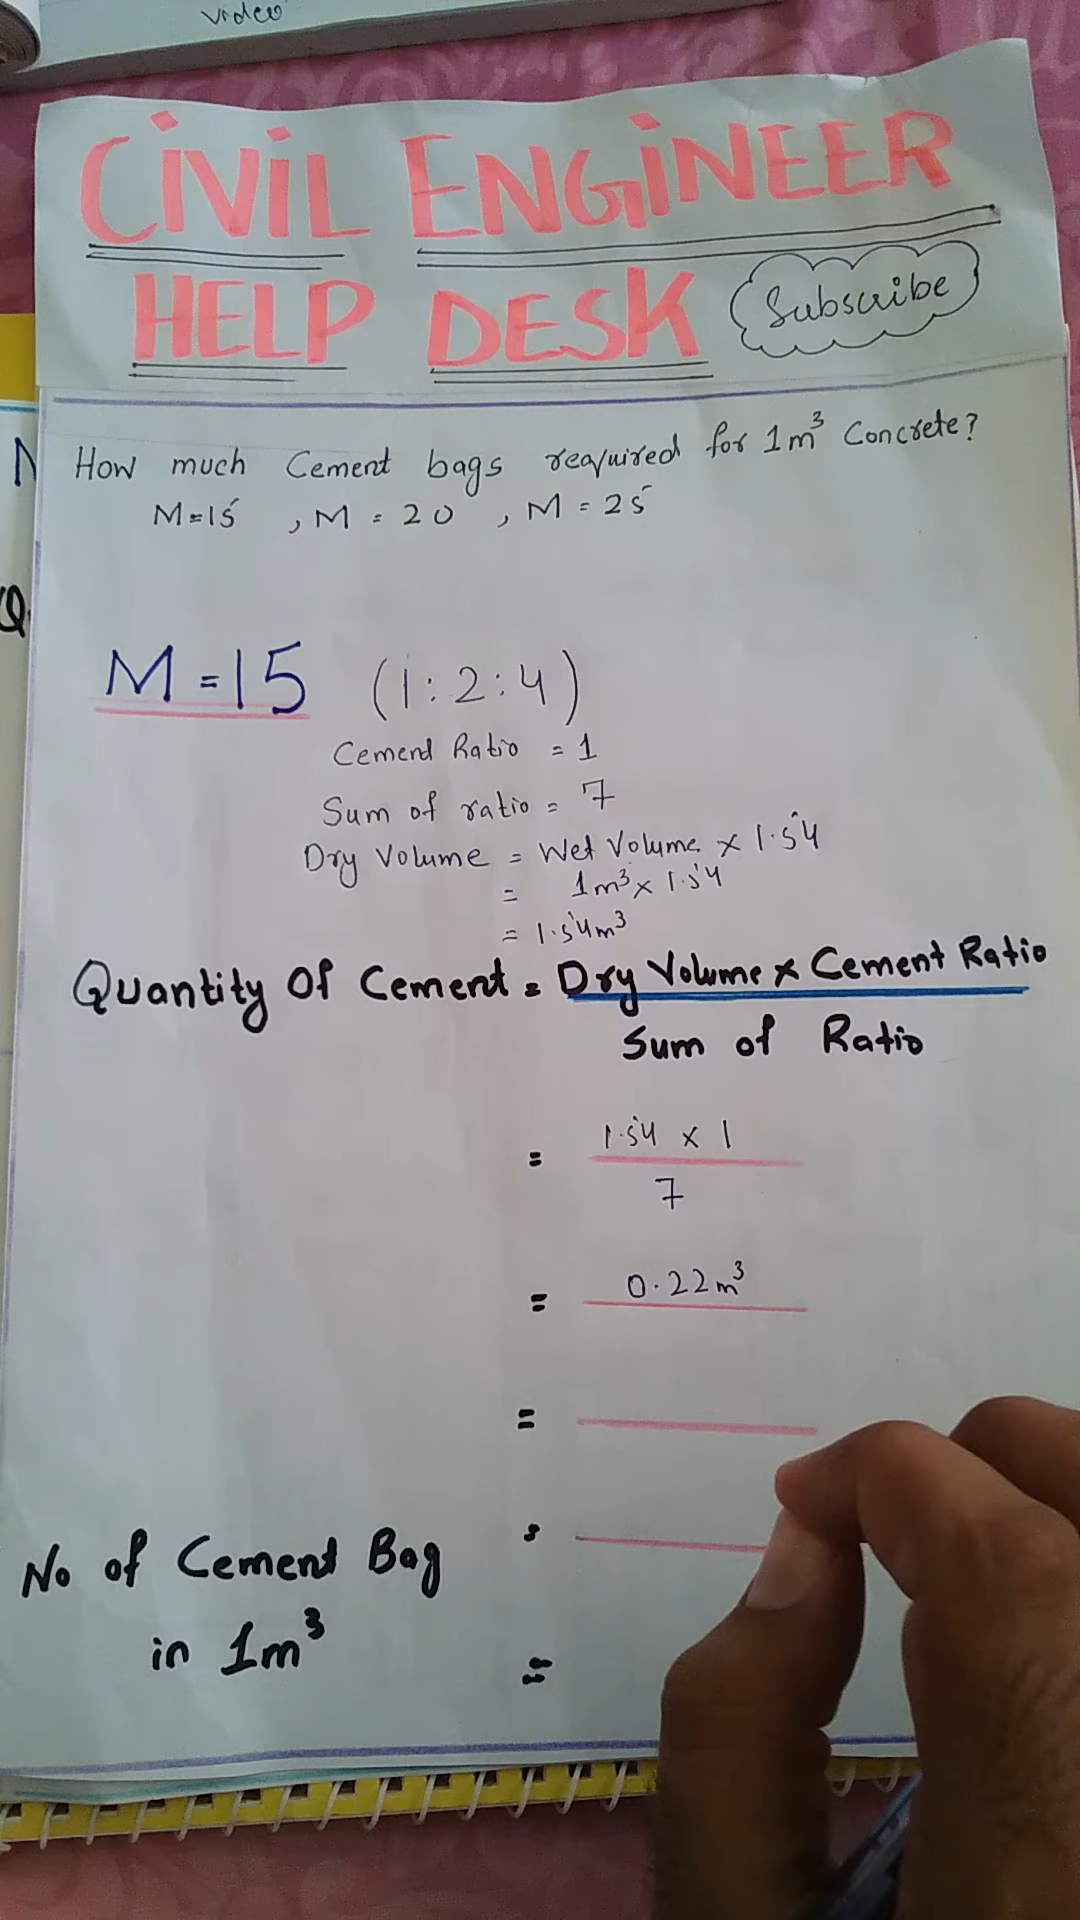 video
CIVIL ENGINEER
HELP DESK Subscribe
How much Cement bags required for 1m³ Concrete?
M=15 , M = 20 , M = 25
M=15 (1:2:4)
Cement Ratio = 1
Sum of ratio = 7
Dry Volume = Wet Volume × 1.54
= 1m³ × 1.54
= 1.54m³
Quantity Of Cement = Dry Volume × Cement Ratio
Sum of Ratio
= 1.54 × 1
7
= 0.22m³
=
=
No of Cement Bag
in 1m³ =